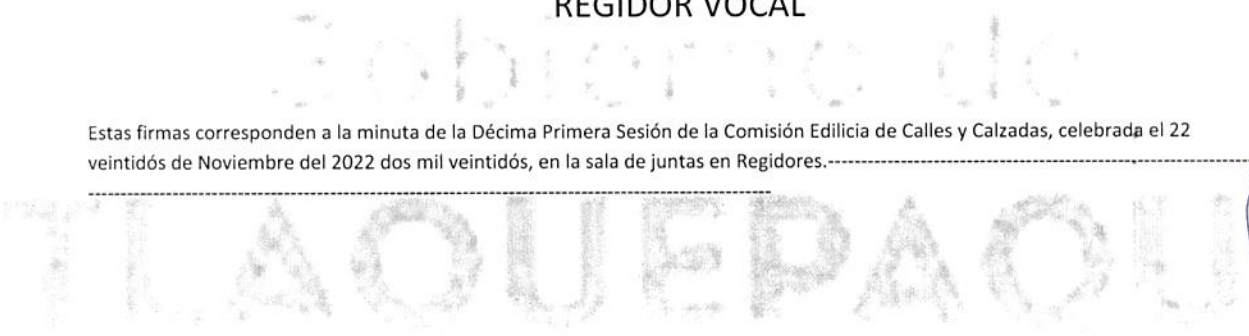 REGIDOR VOCAL
Gobierno de
Estas firmas corresponden a la minuta de la Décima Primera Sesión de la Comisión Edilicia de Calles y Calzadas, celebrada el 22
veintidós de Noviembre del 2022 dos mil veintidós, en la sala de juntas en Regidores.-----------------------------------------------------------------------
-----------------------------------------------------------------------------------------------------------------
TLAQUEPAQU